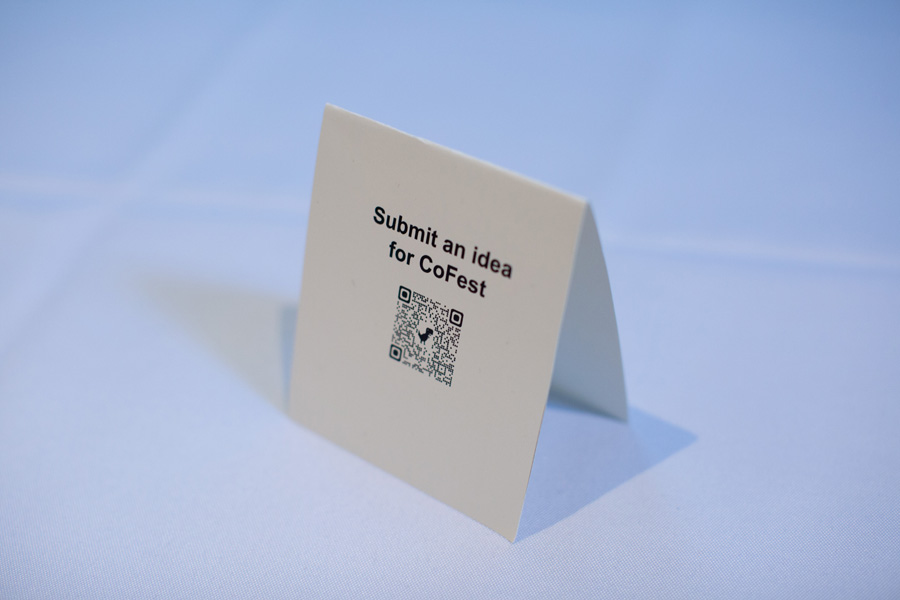 Submit an idea
for CoFest